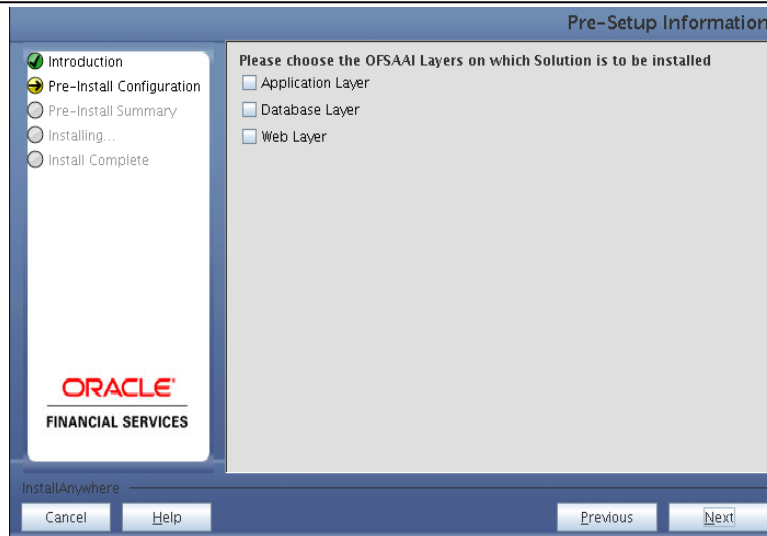 Pre-Setup Information
Introduction
Pre-Install Configuration
Pre-Install Summary
Installing...
Install Complete
Please choose the OFSAAI Layers on which Solution is to be installed
Application Layer
Database Layer
Web Layer
ORACLE'
FINANCIAL SERVICES
InstallAnywhere
Cancel
Help
Previous
Next